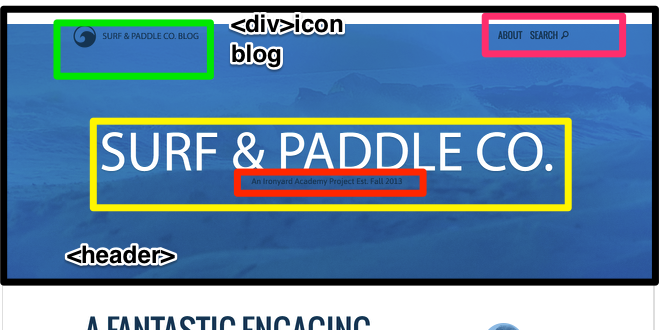 <div>icon
blog
SURF & PADDLE CO. BLOG
ABOUT SEARCH
SURF & PADDLE CO.
An Ironyard Academy Project Est. Fall 2013
<header>
A FANTASTIC ENGAGING